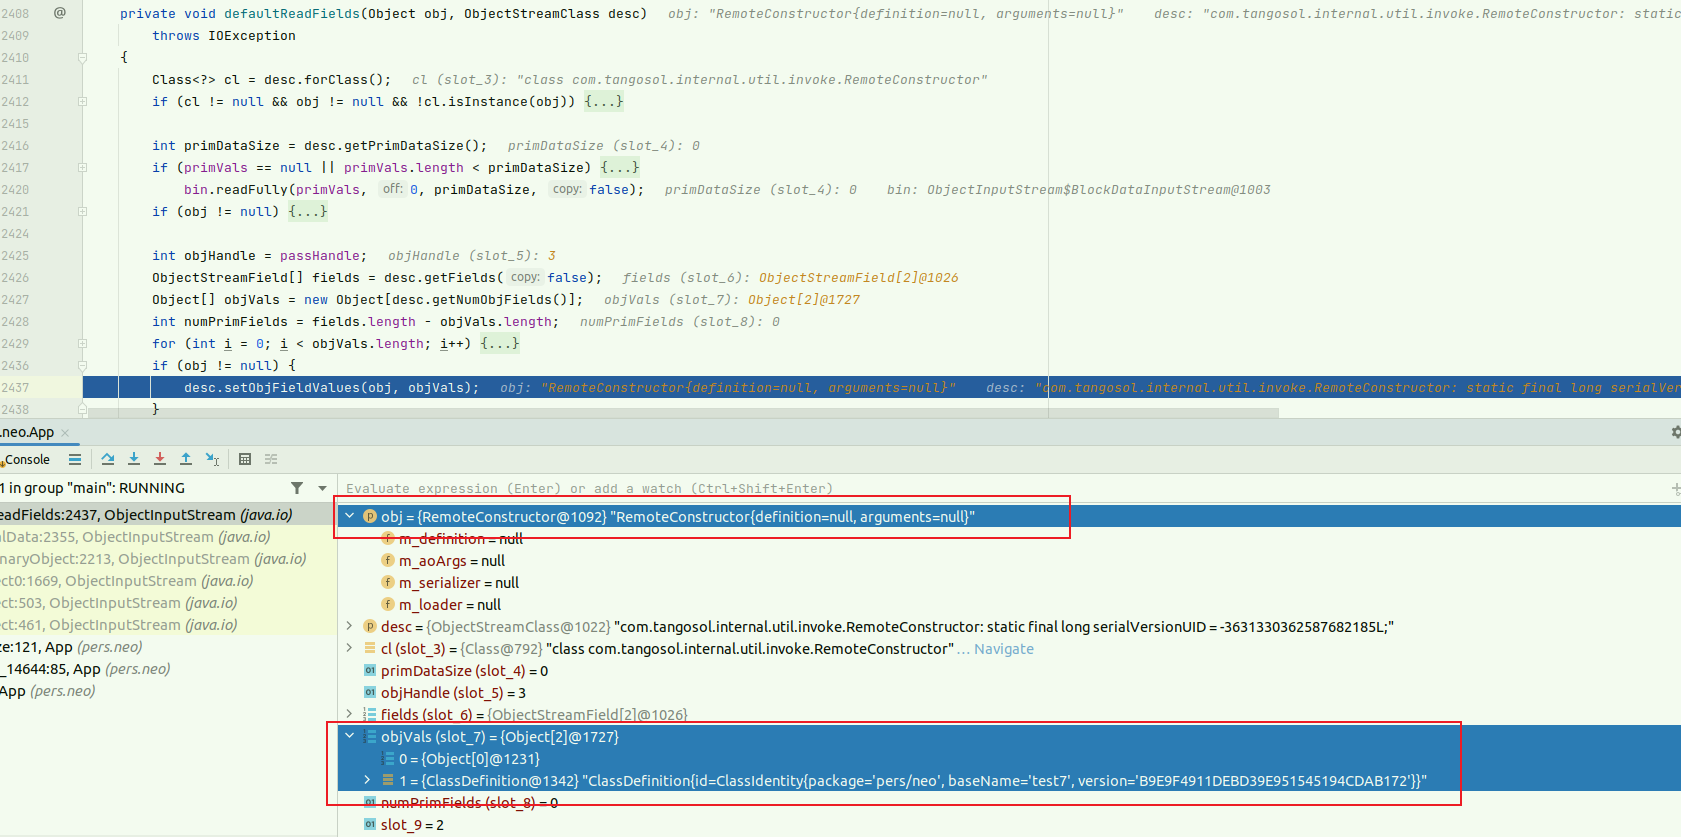 2408 @ private void defaultReadFields(Object obj, ObjectStreamClass desc) obj: "RemoteConstructor{definition=null, arguments=null}" desc: "com.tangosol.internal.util.invoke.RemoteConstructor: static
2409 throws IOException
2410 {
2411 Class<?> cl = desc.forClass(); cl (slot_3): "class com.tangosol.internal.util.invoke.RemoteConstructor"
2412 if (cl != null && obj != null && !cl.isInstance(obj)) {...}
2415
2416 int primDataSize = desc.getPrimDataSize(); primDataSize (slot_4): 0
2417 if (primVals == null || primVals.length < primDataSize) {...}
2420 bin.readFully(primVals, off: 0, primDataSize, copy: false); primDataSize (slot_4): 0 bin: ObjectInputStream$BlockDataInputStream@1003
2421 if (obj != null) {...}
2424
2425 int objHandle = passHandle; objHandle (slot_5): 3
2426 ObjectStreamField[] fields = desc.getFields( copy: false); fields (slot_6): ObjectStreamField[2]@1026
2427 Object[] objVals = new Object[desc.getNumObjFields()]; objVals (slot_7): Object[2]@1727
2428 int numPrimFields = fields.length - objVals.length; numPrimFields (slot_8): 0
2429 for (int i = 0; i < objVals.length; i++) {...}
2436 if (obj != null) {
2437 desc.setObjFieldValues(obj, objVals); obj: "RemoteConstructor{definition=null, arguments=null}" desc: "com.tangosol.internal.util.invoke.RemoteConstructor: static final long serialVer
2438 }
.neo.App
Console
1 in group "main": RUNNING
Evaluate expression (Enter) or add a watch (Ctrl+Shift+Enter)
eadFields:2437, ObjectInputStream (java.io)
alData:2355, ObjectInputStream (java.io)
inaryObject:2213, ObjectInputStream (java.io)
ect0:1669, ObjectInputStream (java.io)
ect:503, ObjectInputStream (java.io)
ect:461, ObjectInputStream (java.io)
ze:121, App (pers.neo)
_14644:85, App (pers.neo)
App (pers.neo)
obj = {RemoteConstructor@1092} "RemoteConstructor{definition=null, arguments=null}"
m_definition = null
m_aoArgs = null
m_serializer = null
m_loader = null
desc = {ObjectStreamClass@1022} "com.tangosol.internal.util.invoke.RemoteConstructor: static final long serialVersionUID = -3631330362587682185L;"
cl (slot_3) = {Class@792} "class com.tangosol.internal.util.invoke.RemoteConstructor" ... Navigate
primDataSize (slot_4) = 0
objHandle (slot_5) = 3
fields (slot_6) = {ObjectStreamField[2]@1026}
objVals (slot_7) = {Object[2]@1727}
0 = {Object[0]@1231}
1 = {ClassDefinition@1342} "ClassDefinition{id=ClassIdentity{package='pers/neo', baseName='test7', version='B9E9F4911DEBD39E951545194CDAB172'}}"
numPrimFields (slot_8) = 0
slot_9 = 2